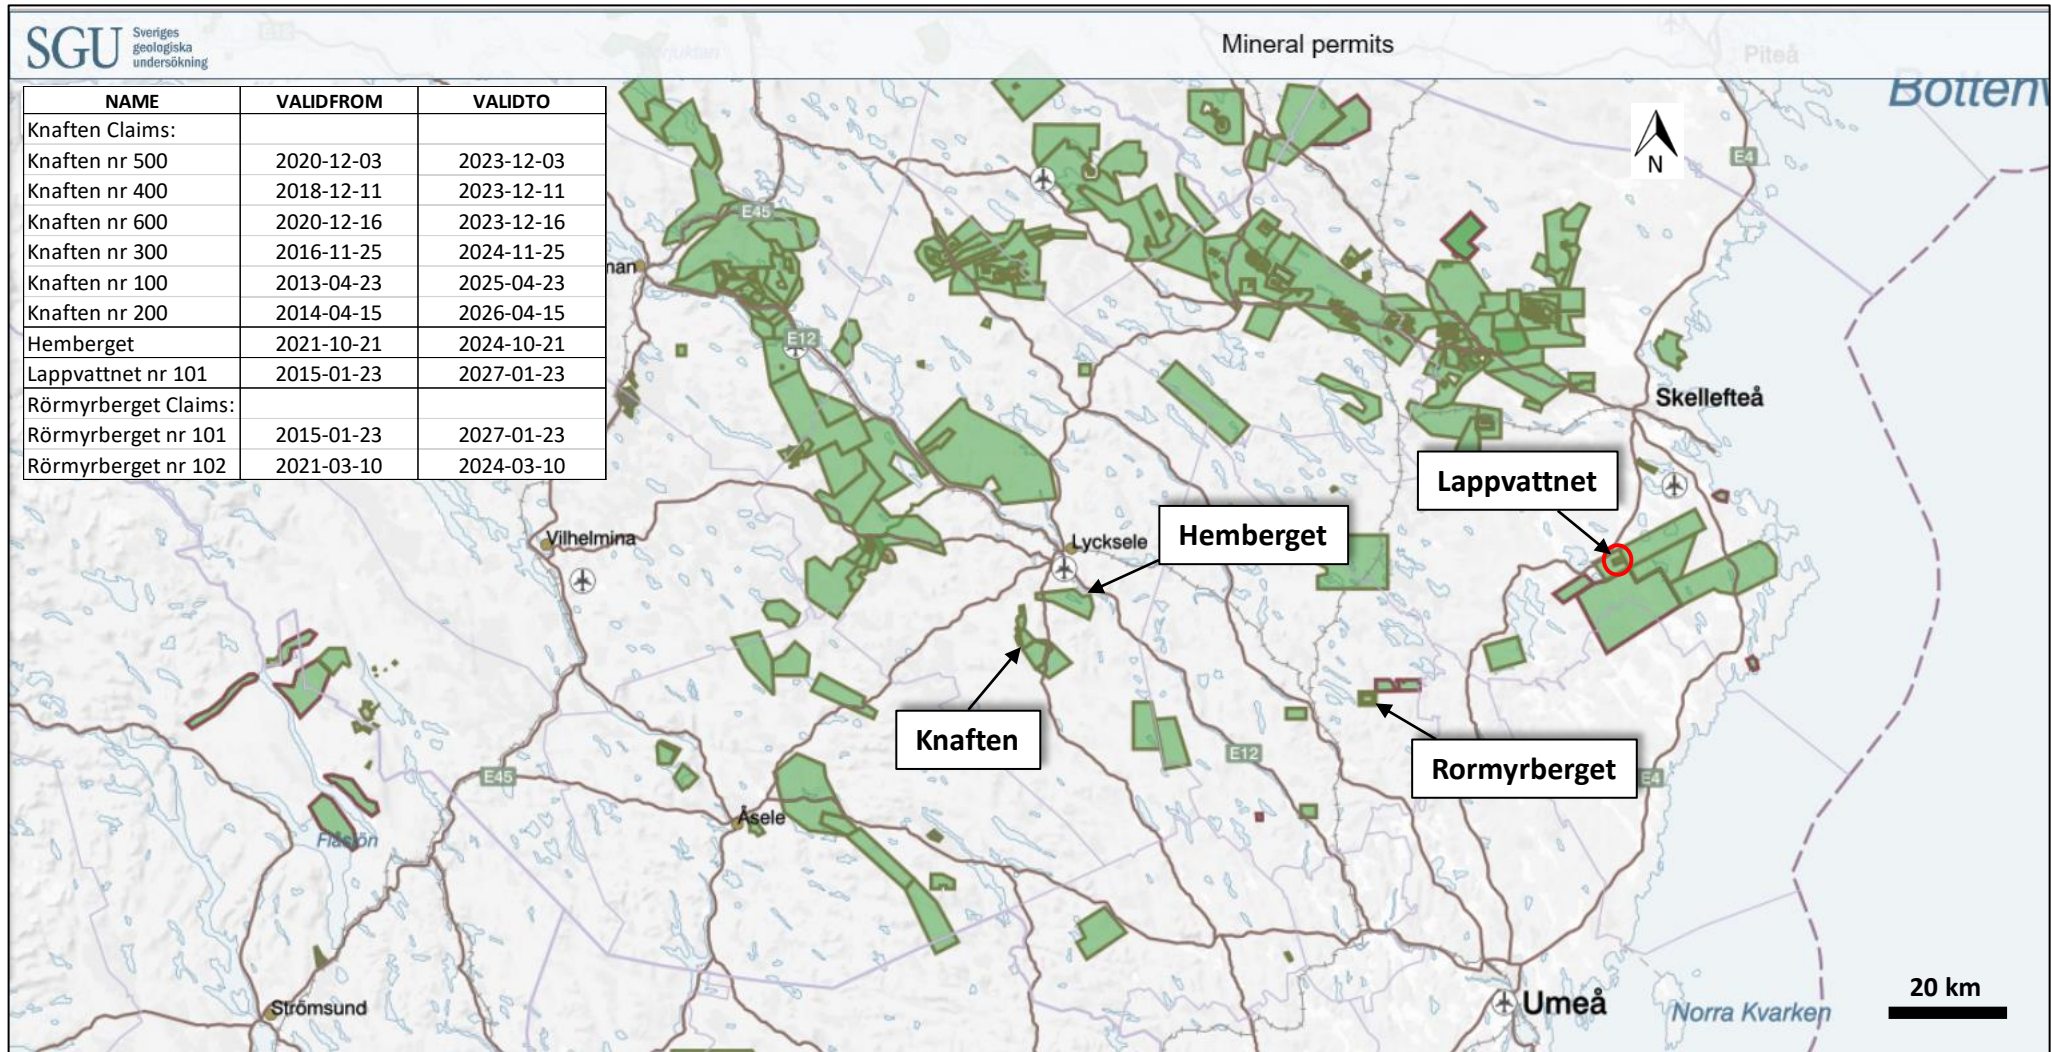 SGU
Sveriges
geologiska
undersökning
Mineral permits
Piteå
NAME VALIDFROM VALIDTO
Knaften Claims:
Knaften nr 500 2020-12-03 2023-12-03
Knaften nr 400 2018-12-11 2023-12-11
Knaften nr 600 2020-12-16 2023-12-16
Knaften nr 300 2016-11-25 2024-11-25
Knaften nr 100 2013-04-23 2025-04-23
Knaften nr 200 2014-04-15 2026-04-15
Hemberget 2021-10-21 2024-10-21
Lappvattnet nr 101 2015-01-23 2027-01-23
Rörmyrberget Claims:
Rörmyrberget nr 101 2015-01-23 2027-01-23
Rörmyrberget nr 102 2021-03-10 2024-03-10
N
E4
E45
man
E12
Skellefteå
Lappvattnet
Hemberget
Vilhelmina
Lycksele
Knaften
Rormyrberget
E12
E45
E4
Åsele
Flåsjön
Strömsund
Umeå
Norra Kvarken
20 km